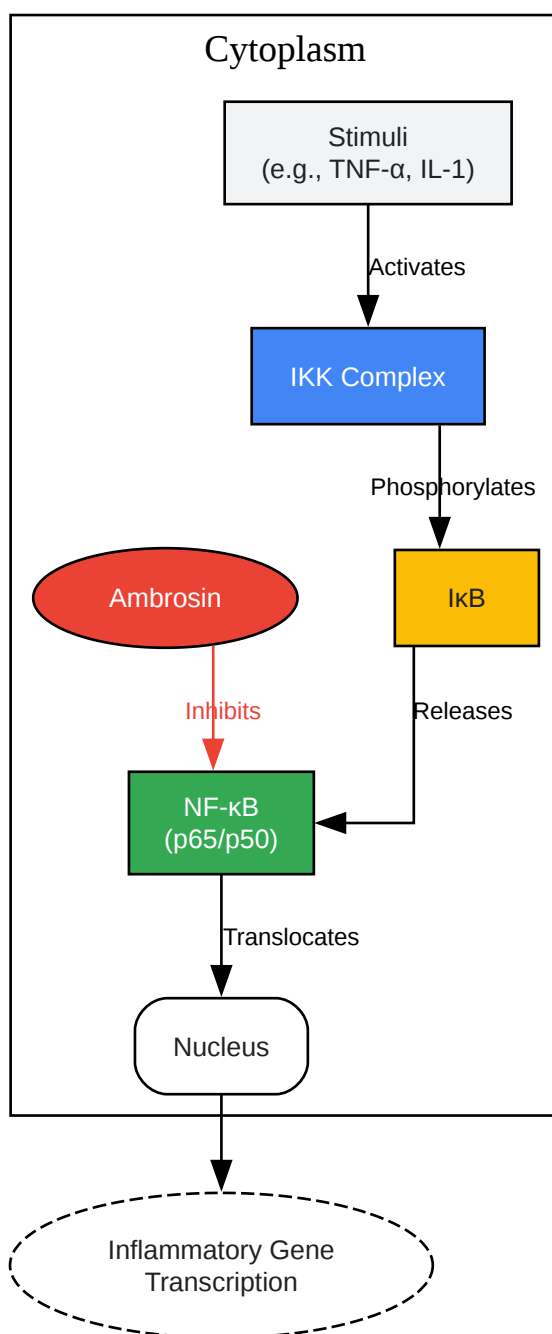 Cytoplasm
Stimuli
(e.g., TNF-α, IL-1)
Activates
IKK Complex
Phosphorylates
Ambrosin
IκB
Inhibits
Releases
NF-κB
(p65/p50)
Translocates
Nucleus
Inflammatory Gene
Transcription